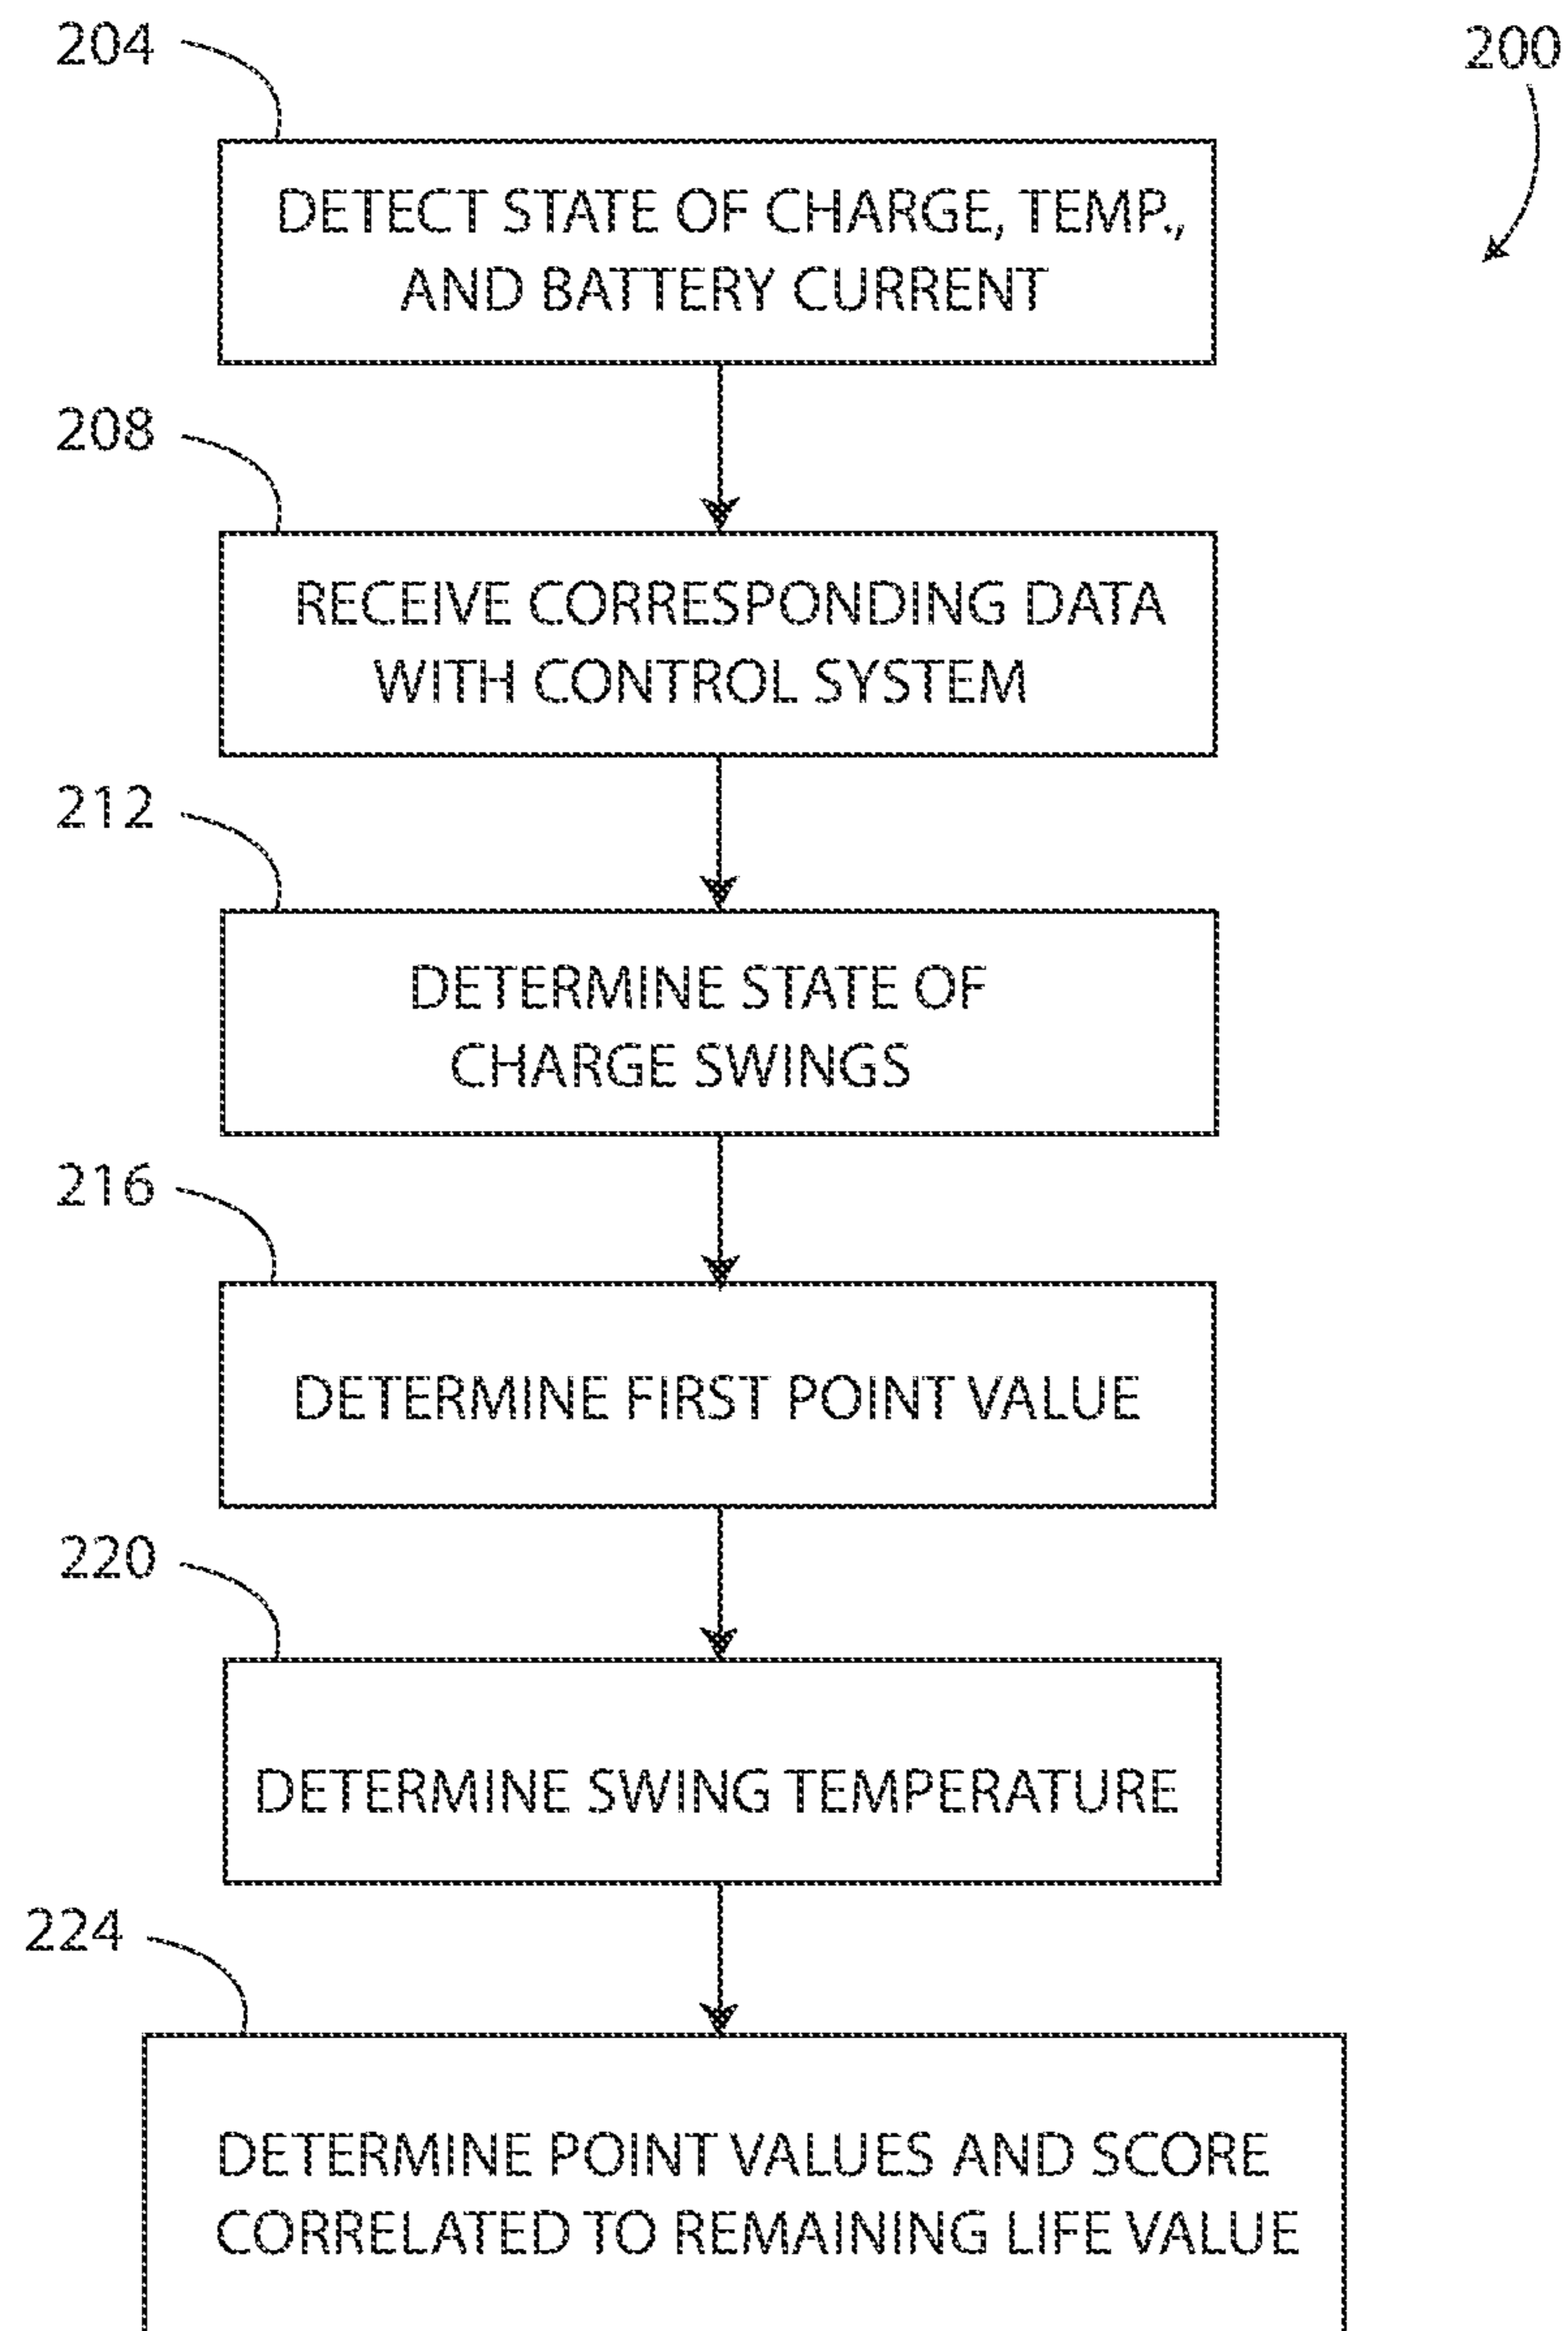 204
200
DETECT STATE OF CHARGE, TEMP.,
AND BATTERY CURRENT
208
RECEIVE CORRESPONDING DATA
WITH CONTROL SYSTEM
212
DETERMINE STATE OF
CHARGE SWINGS
216
DETERMINE FIRST POINT VALUE
220
DETERMINE SWING TEMPERATURE
224
DETERMINE POINT VALUES AND SCORE
CORRELATED TO REMAINING LIFE VALUE